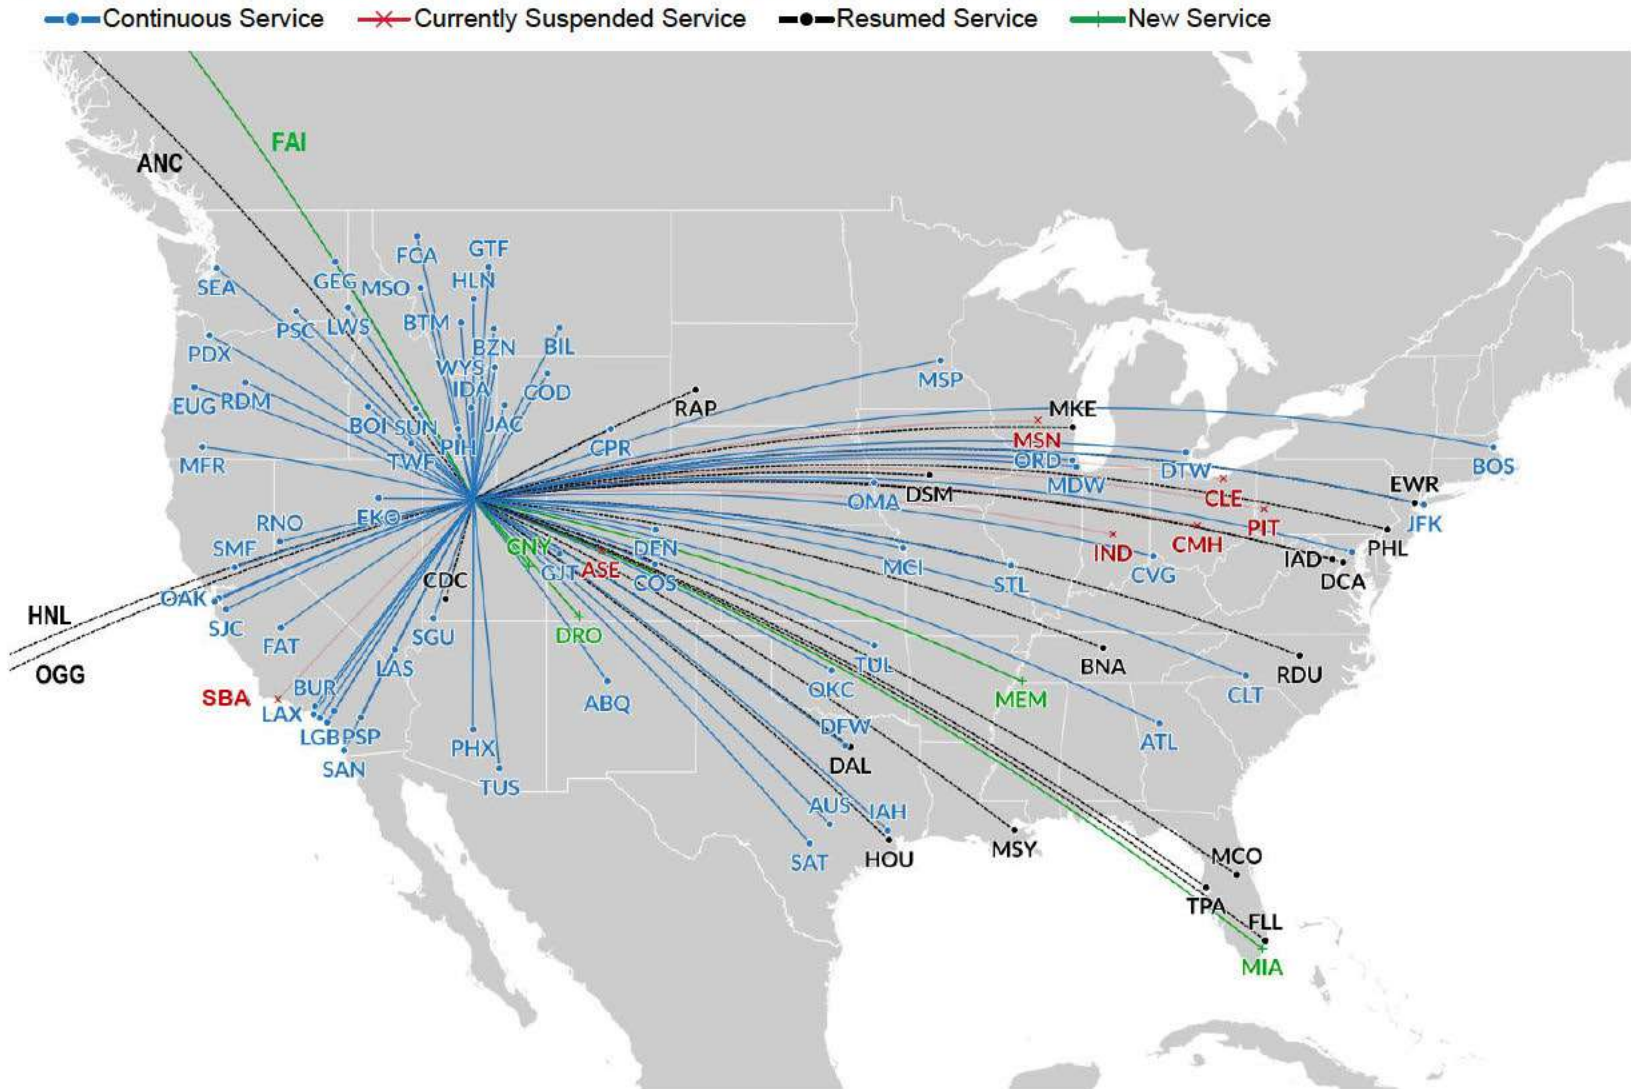 Continuous Service Currently Suspended Service Resumed Service New Service
FAI
ANC
FCA
GTF
SEA
GEG
MSO
HLN
PSC
LWS
BTM
PDX
BZN
BIL
WYS
IDA
COD
MSP
EUG
RDM
RAP
MKE
BOI
SUN
JAC
MSN
PIH
CPR
MFR
TWF
ORD
DTW
BOS
MDW
EWR
OMA
DSM
CLE
EKO
RNO
JFK
PIT
SMF
CNY
DEN
IND
CMH
PHL
GJT
ASE
COS
MCI
STL
CVG
IAD
DCA
CDC
OAK
HNL
SJC
SGU
DRO
FAT
OGG
LAS
TUL
BNA
RDU
BUR
OKC
SBA
CLT
LAX
ABQ
MEM
LGB
PSP
DFW
PHX
ATL
SAN
DAL
TUS
AUS
IAH
SAT
HOU
MSY
MCO
TPA
FLL
MIA